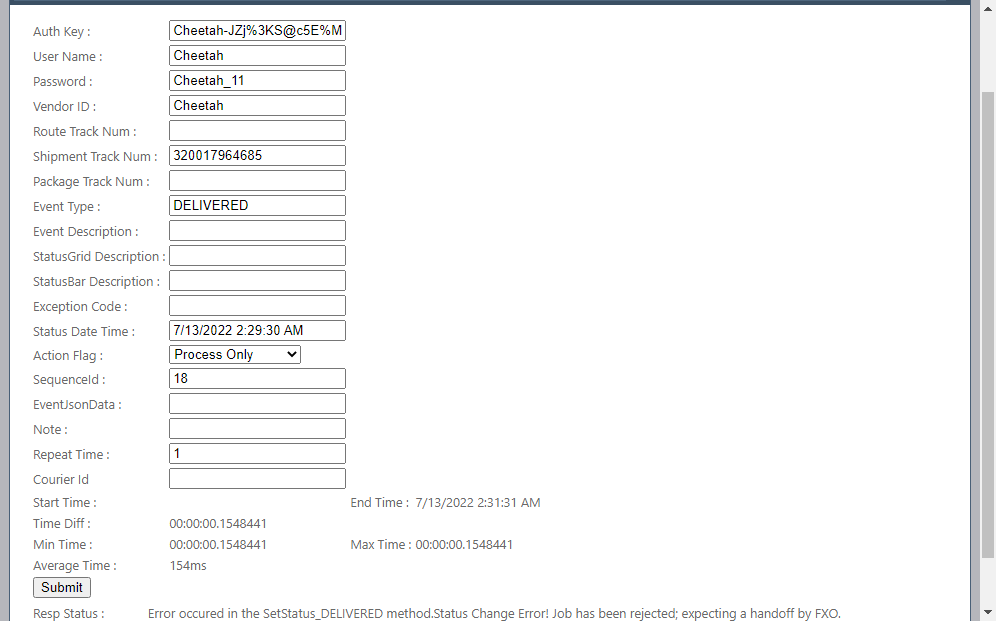 Auth Key : Cheetah-JZj%3KS@c5E%M
User Name : Cheetah
Password : Cheetah_11
Vendor ID : Cheetah
Route Track Num :
Shipment Track Num : 320017964685
Package Track Num :
Event Type : DELIVERED
Event Description :
StatusGrid Description :
StatusBar Description :
Exception Code :
Status Date Time : 7/13/2022 2:29:30 AM
Action Flag : Process Only
SequenceId : 18
EventJsonData :
Note :
Repeat Time : 1
Courier Id
Start Time : End Time : 7/13/2022 2:31:31 AM
Time Diff : 00:00:00.1548441
Min Time : 00:00:00.1548441 Max Time : 00:00:00.1548441
Average Time : 154ms
Submit
Resp Status : Error occured in the SetStatus_DELIVERED method.Status Change Error! Job has been rejected; expecting a handoff by FXO.